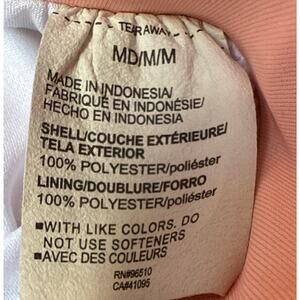 TEAR AWAY
MD/M/M
MADE IN INDONESIA/
FABRIQUÉ EN INDONÉSIE/
HECHO EN INDONESIA
SHELL/COUCHE EXTÉRIEURE/
TELA EXTERIOR
100% POLYESTER/poliéster
LINING/DOUBLURE/FORRO
100% POLYESTER/poliéster
■WITH LIKE COLORS. DO
NOT USE SOFTENERS
■AVEC DES COULEURS
RN#96510
CA#41095